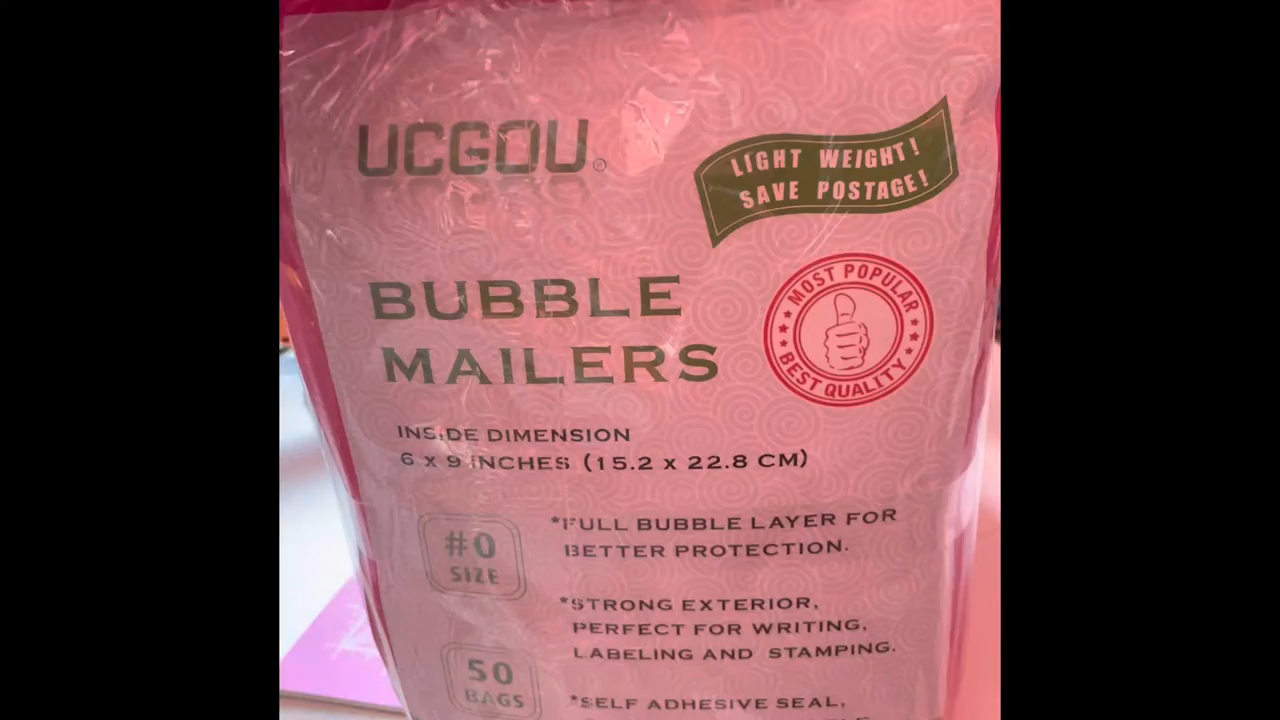 UCGOU®
LIGHT WEIGHT!
SAVE POSTAGE!
BUBBLE
MAILERS
MOST POPULAR
BEST QUALITY
INSIDE DIMENSION
6 x 9 INCHES (15.2 x 22.8 CM)
#0
SIZE
*FULL BUBBLE LAYER FOR
BETTER PROTECTION.
*STRONG EXTERIOR,
PERFECT FOR WRITING,
LABELING AND STAMPING.
50
BAGS
*SELF ADHESIVE SEAL,